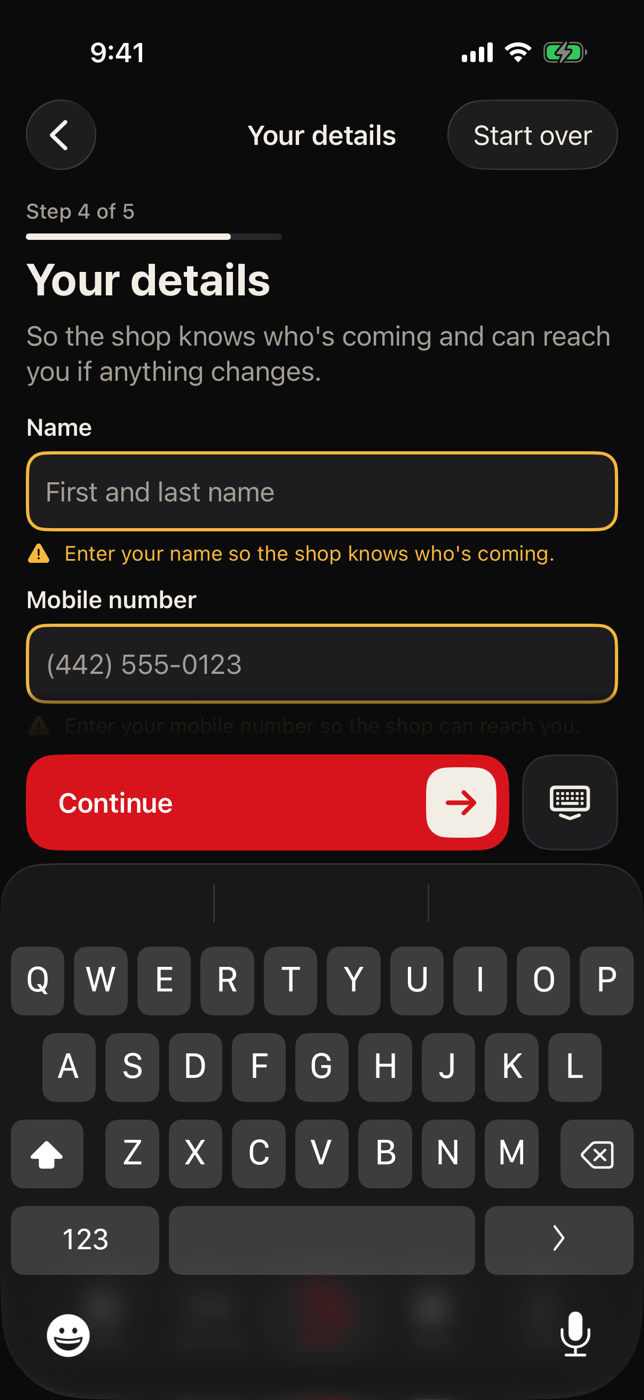 9:41
Your details
Start over
Step 4 of 5
Your details
So the shop knows who's coming and can reach
you if anything changes.
Name
First and last name
Enter your name so the shop knows who's coming.
Mobile number
(442) 555-0123
Enter your mobile number so the shop can reach you.
Continue
Q W E R T Y U I O P
A S D F G H J K L
Z X C V B N M
123